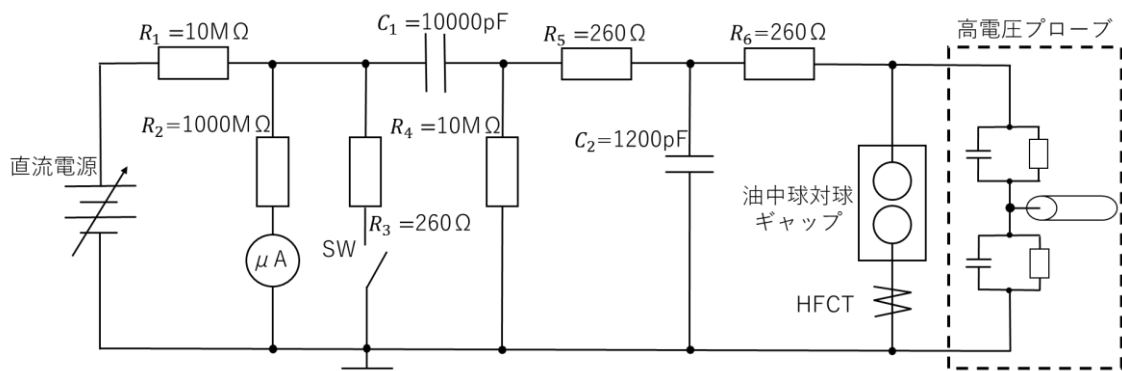 C₁=10000pF
R₁=10MΩ
R₅=260Ω
R₆=260Ω
高電圧プローブ
R₂=1000MΩ
R₄=10MΩ
C₂=1200pF
直流電源
油中球対球
ギャップ
R₃=260Ω
SW
μA
HFCT